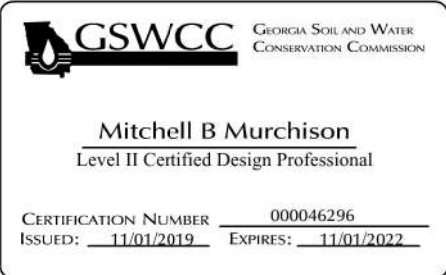 GSWCC
GEORGIA SOIL AND WATER
CONSERVATION COMMISSION
Mitchell B Murchison
Level II Certified Design Professional
CERTIFICATION NUMBER 000046296
ISSUED: 11/01/2019 EXPIRES: 11/01/2022